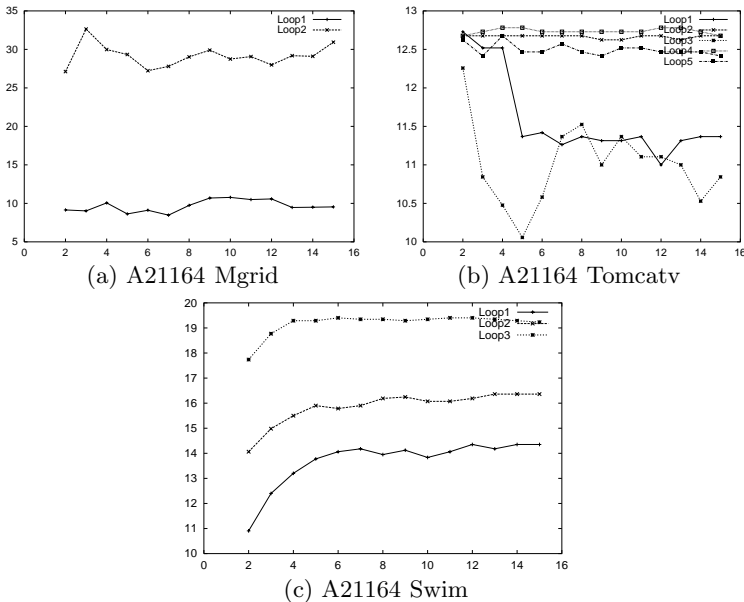 35
30
25
20
15
10
5
0 2 4 6 8 10 12 14 16
Loop1
Loop2
(a) A21164 Mgrid
13
12.5
12
11.5
11
10.5
10
0 2 4 6 8 10 12 14 16
Loop1
Loop2
Loop3
Loop4
Loop5
(b) A21164 Tomcatv
20
19
18
17
16
15
14
13
12
11
10
0 2 4 6 8 10 12 14 16
Loop1
Loop2
Loop3
(c) A21164 Swim